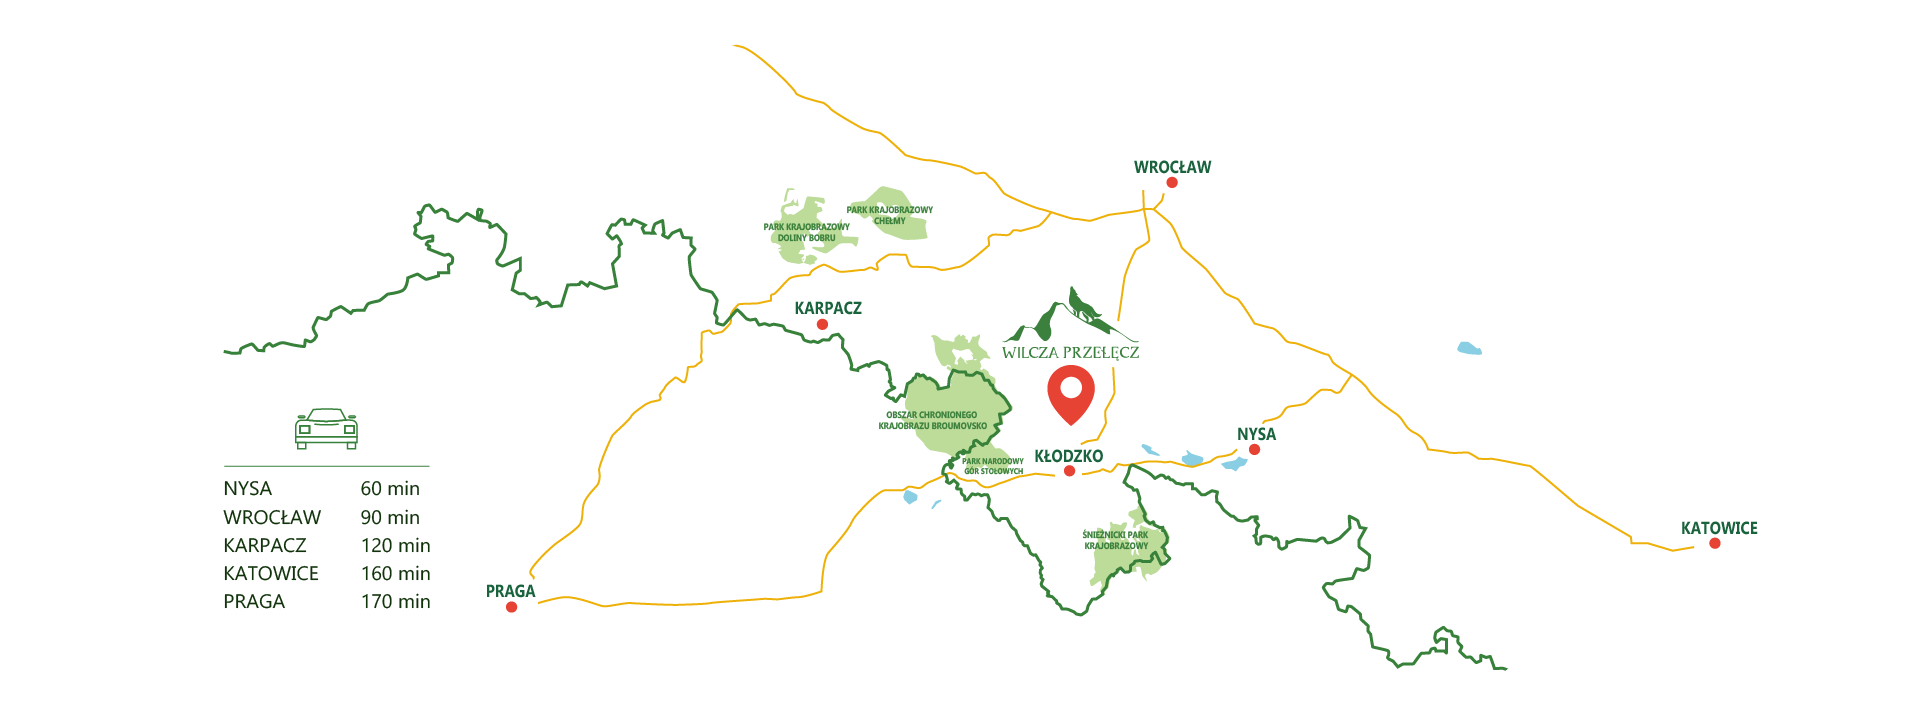 WROCŁAW
PARK KRAJOBRAZOWY
CHEŁMY
PARK KRAJOBRAZOWY
DOLINY BOBRU
KARPACZ
WILCZA PRZEŁĘCZ
OBSZAR CHRONIONEGO
KRAJOBRAZU BROUMOVSKO
NYSA
KŁODZKO
PARK NARODOWY
GÓR STOŁOWYCH
NYSA 60 min
WROCŁAW 90 min
KARPACZ 120 min
KATOWICE 160 min
PRAGA 170 min
KATOWICE
ŚNIEŻNICKI PARK
KRAJOBRAZOWY
PRAGA